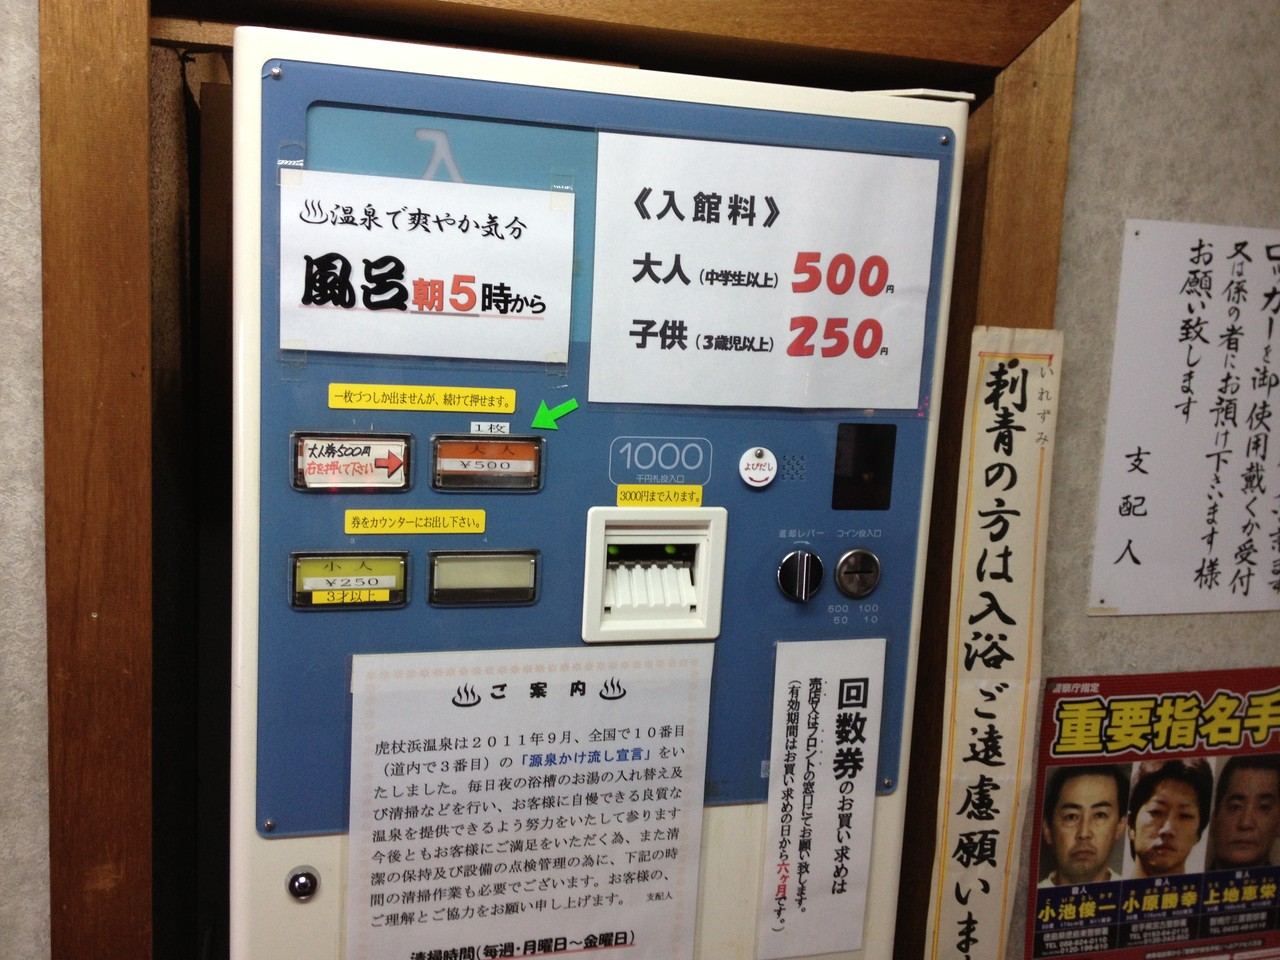 入
♨温泉で爽やか気分
風呂朝5時から
《入館料》
大人(中学生以上)500円
子供(3歳児以上)250円
一枚づつしか出ませんが、続けて押せます。
1枚
大人券500円
右を押して下さい
大人
¥500
券をカウンターにお出し下さい。
小人
¥250
3才以上
1000
千円札投入口
3000円まで入ります。
よびだし
返却レバー
コイン投入口
500 100
50 10
♨ご案内♨
虎杖浜温泉は2011年9月、全国で10番目
(道内で3番目)の「源泉かけ流し宣言」をい
たしました。毎日夜の浴槽のお湯の入れ替え及
び清掃などを行い、お客様に自慢できる良質な
温泉を提供できるよう努力をいたして参ります
今後ともお客様にご満足をいただく為、また清
潔の保持及び設備の点検管理の為に、下記の時
間の清掃作業も必要でございます。お客様の、
ご理解とご協力をお願い申し上げます。 支配人
清掃時間(毎週・月曜日～金曜日)
回数券のお買い求めは
売店又はフロントの窓口にてお願い致します。
(有効期間はお買い求めの日から六ヶ月です。)
いれずみ
刺青の方は入浴ご遠慮願いま
ロッカーを御使用戴くか受付
又は係の者にお預け下さいます様
お願い致します
支配人
警察庁指定
重要指名手
殺人
小池俊一
殺人
小原勝幸
殺人
上地恵栄